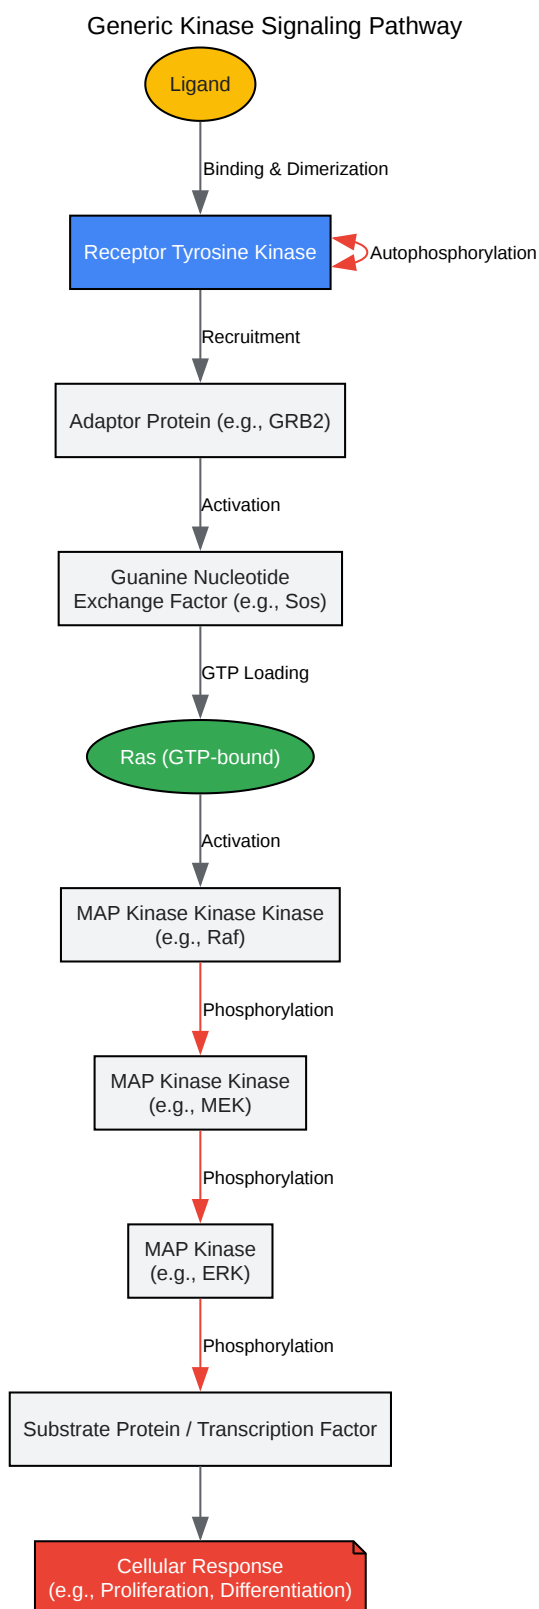 Generic Kinase Signaling Pathway
Ligand
Binding & Dimerization
Receptor Tyrosine Kinase
Autophosphorylation
Recruitment
Adaptor Protein (e.g., GRB2)
Activation
Guanine Nucleotide
Exchange Factor (e.g., Sos)
GTP Loading
Ras (GTP-bound)
Activation
MAP Kinase Kinase Kinase
(e.g., Raf)
Phosphorylation
MAP Kinase Kinase
(e.g., MEK)
Phosphorylation
MAP Kinase
(e.g., ERK)
Phosphorylation
Substrate Protein / Transcription Factor
Cellular Response
(e.g., Proliferation, Differentiation)